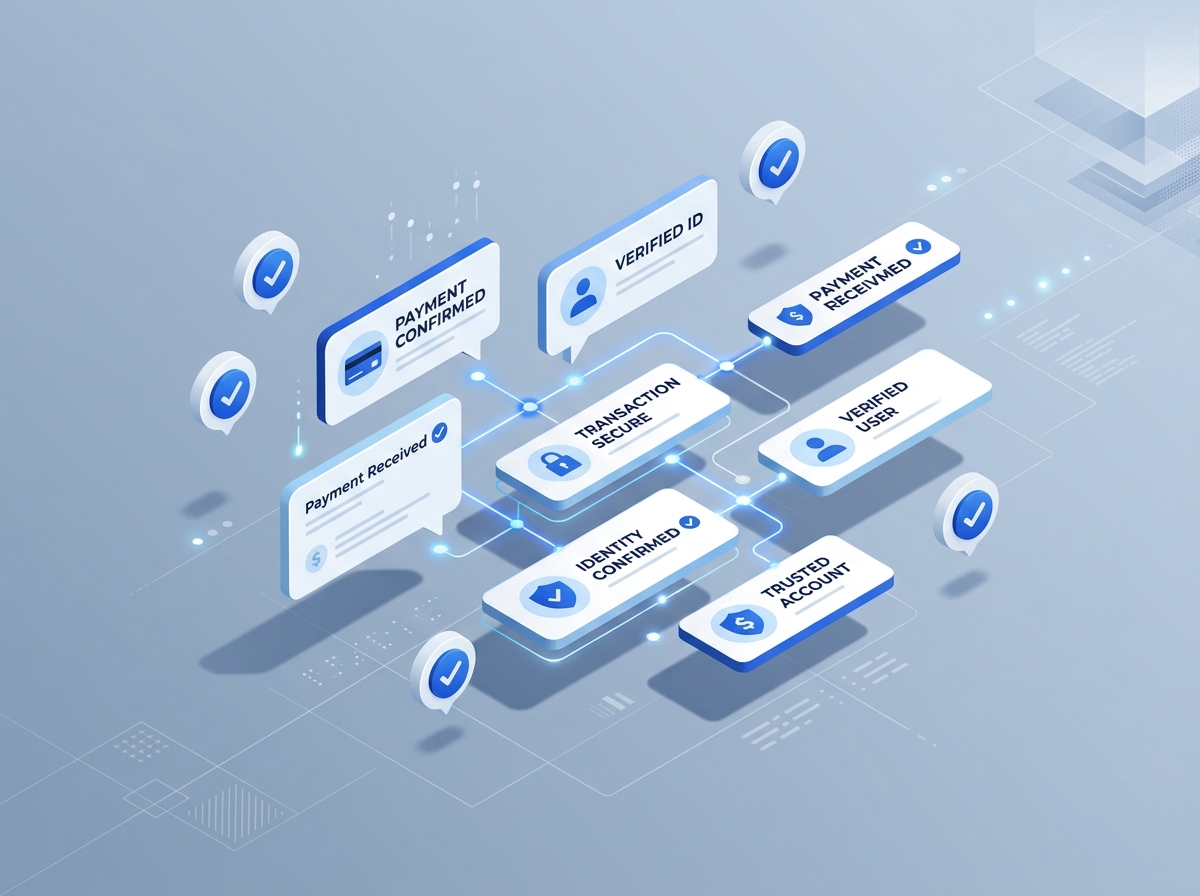 VERIFIED ID
PAYMENT
CONFIRMED
PAYMENT
RECEIVMED
TRANSACTION
SECURE
VERIFIED
USER
Payment Received
IDENTITY
CONFIRMED
TRUSTED
ACCOUNT